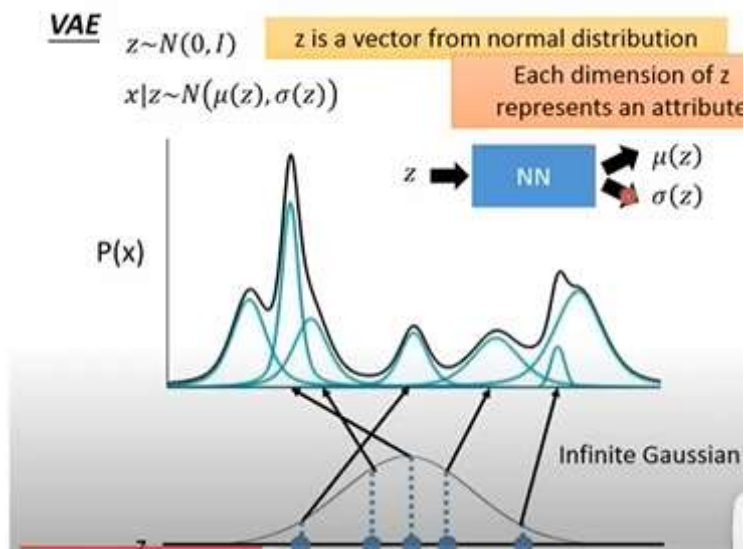 VAE
z~N(0, I)
z is a vector from normal distribution
x|z~N(μ(z), σ(z))
Each dimension of z
represents an attribute
z
NN
μ(z)
σ(z)
P(x)
Infinite Gaussian
z